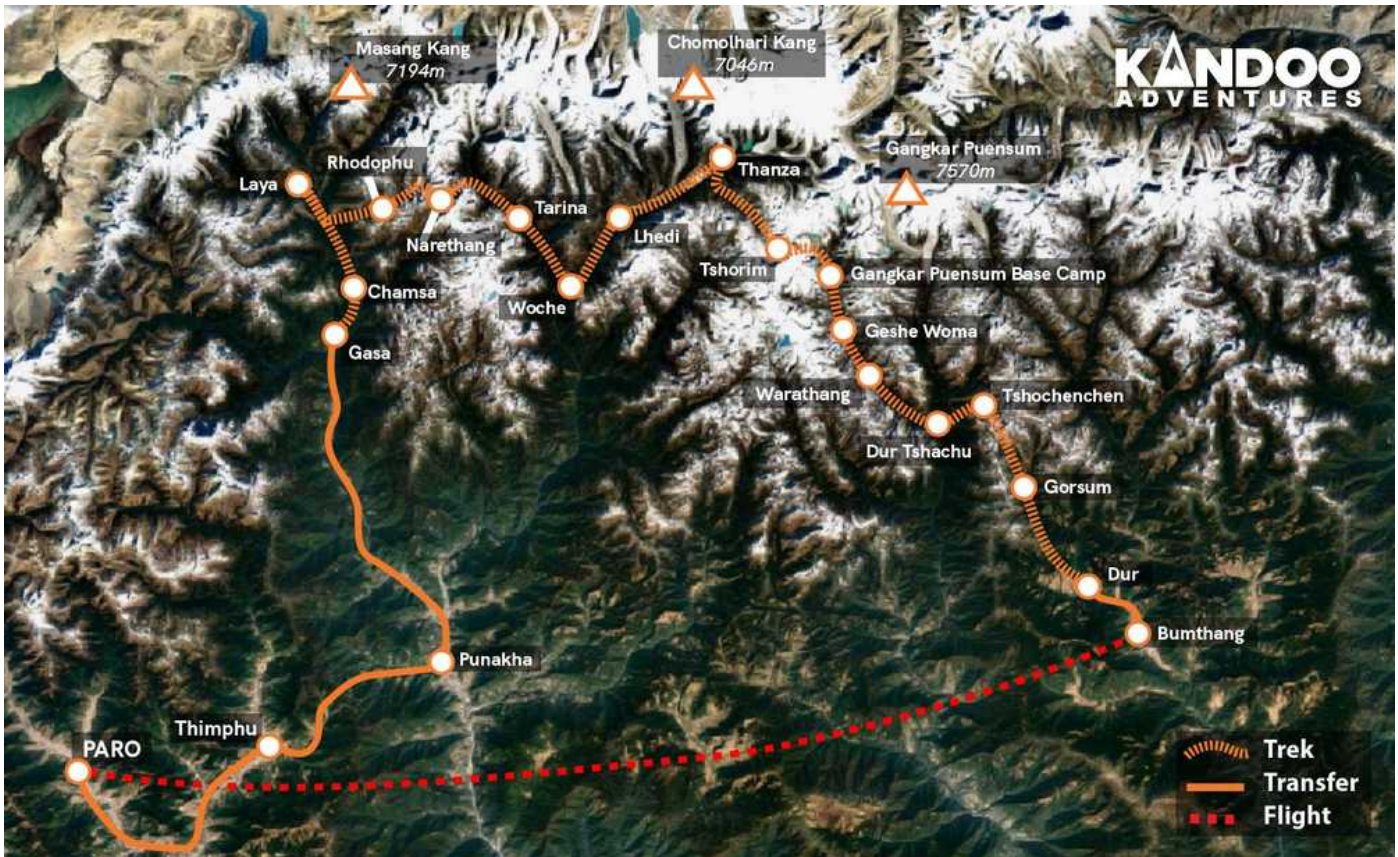 Masang Kang
7194m
Chomolhari Kang
7046m
KANDOO
ADVENTURES
Gangkar Puensum
7570m
Rhodophu
Laya
Thanza
Tarina
Narethang
Lhedi
Tshorim
Gangkar Puensum Base Camp
Chamsa
Woche
Geshe Woma
Gasa
Warathang
Tshochenchen
Dur Tshachu
Gorsum
Dur
Bumthang
Punakha
Thimphu
PARO
Trek
Transfer
Flight